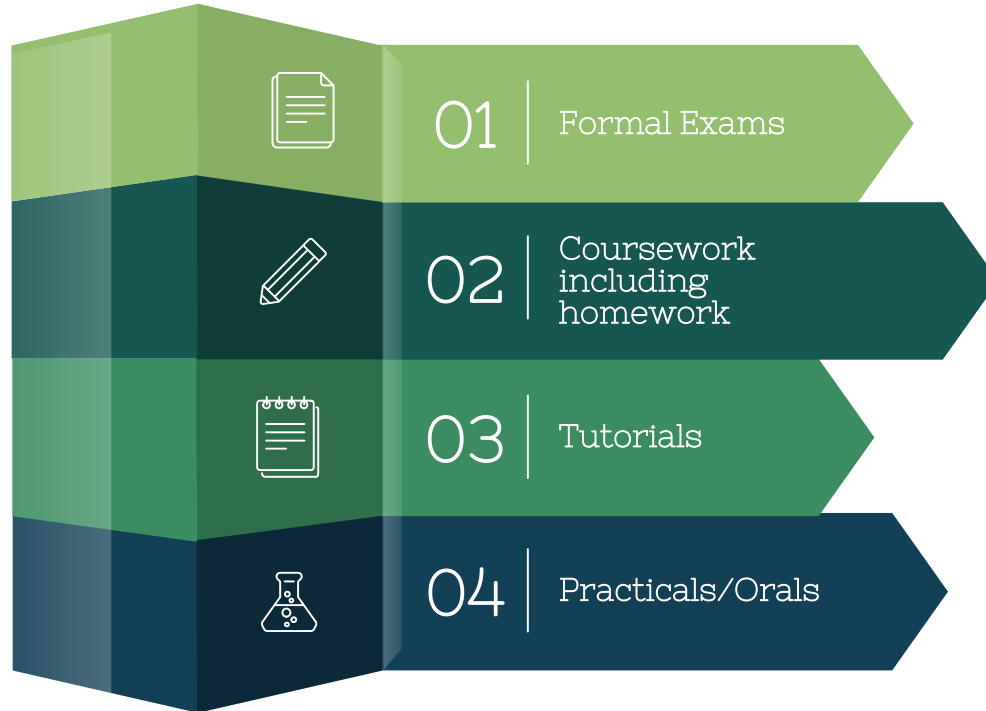 01
Formal Exams
02
Coursework
including
homework
03
Tutorials
04
Practicals/Orals